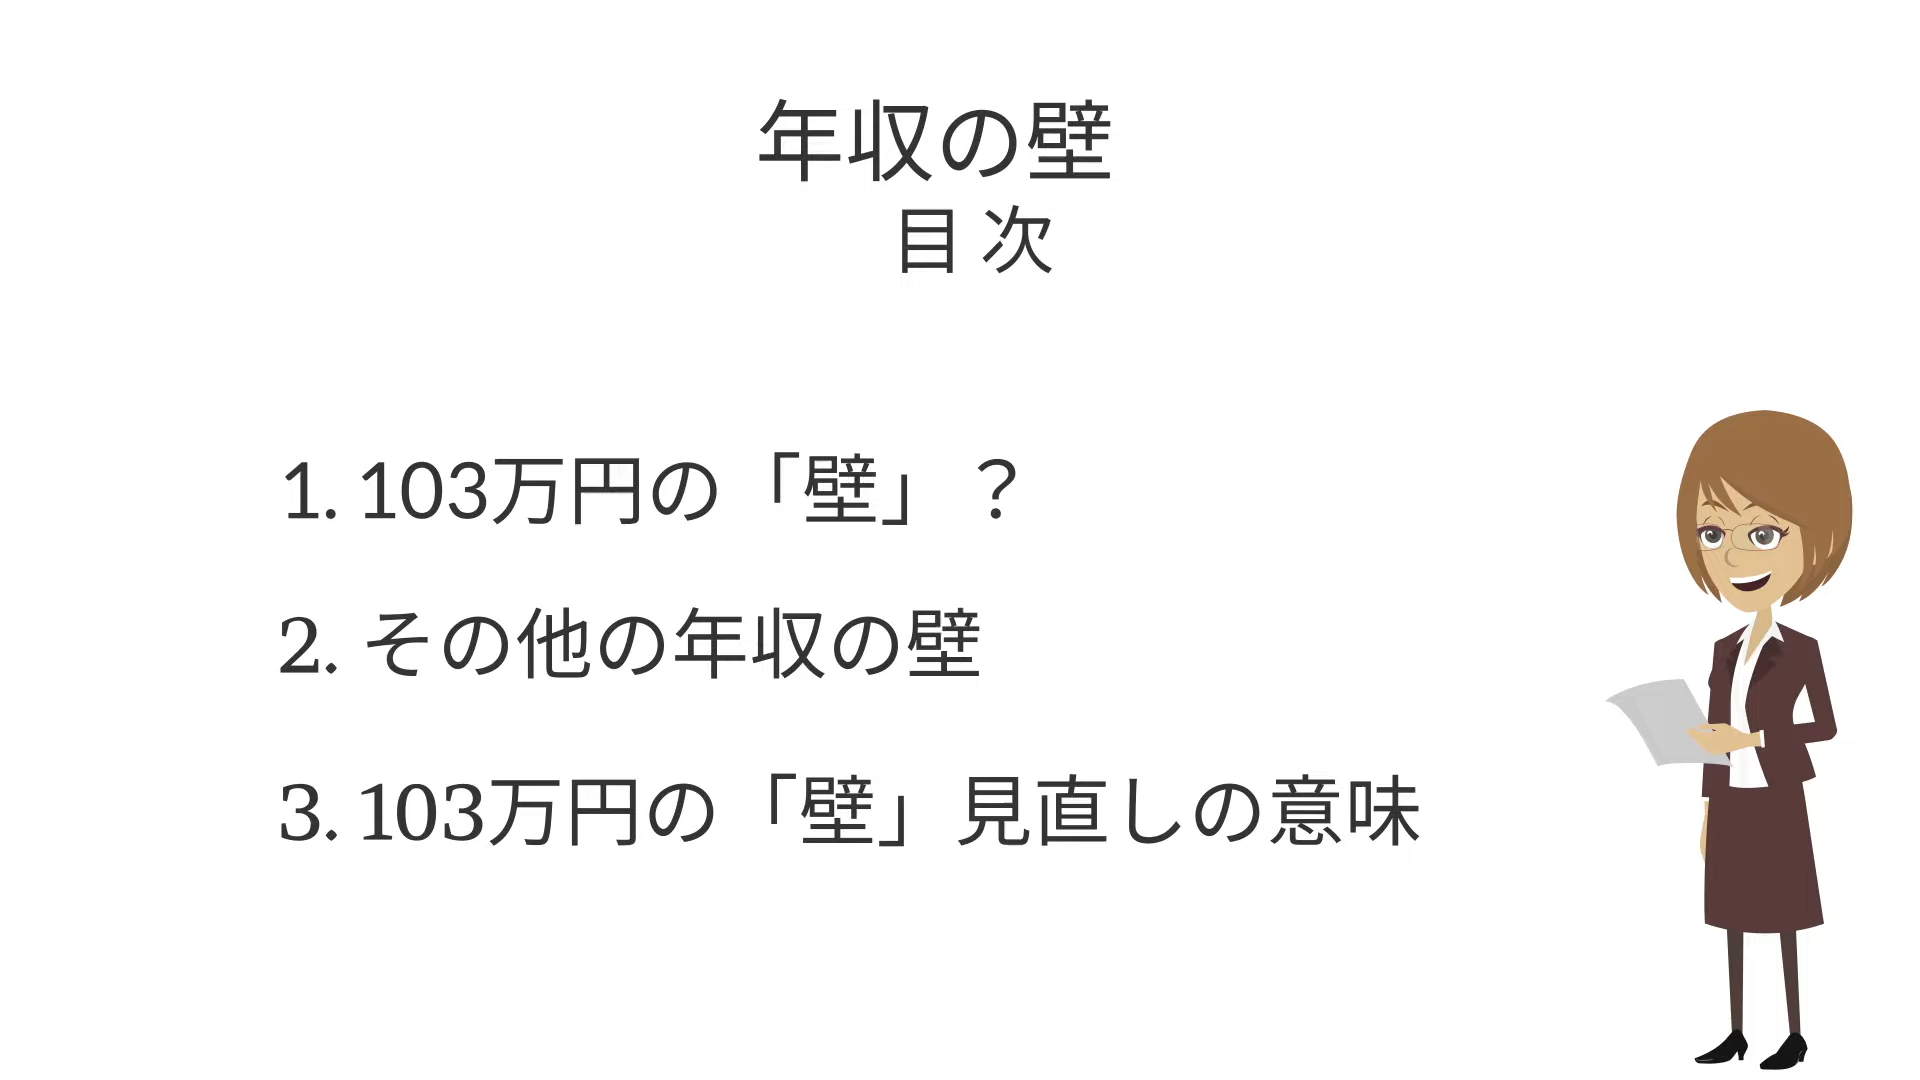 年収の壁
目 次
1. 103万円の「壁」？
2. その他の年収の壁
3. 103万円の「壁」見直しの意味